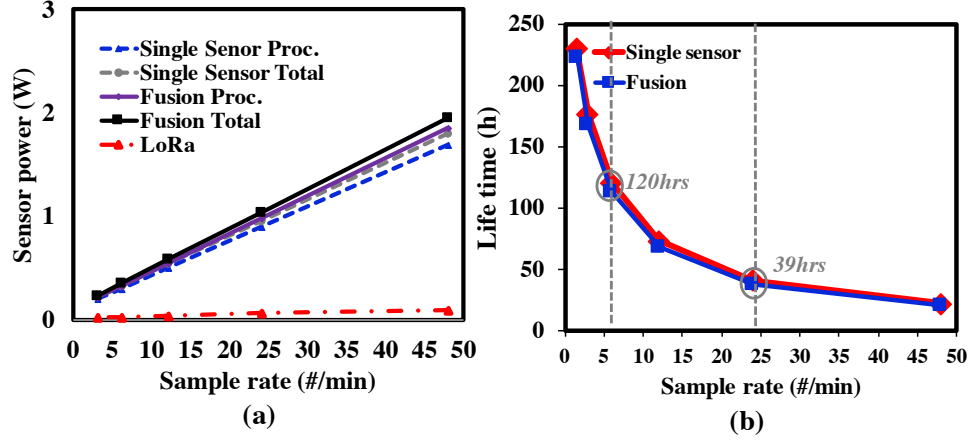 3
2
1
0
Sensor power (W)
Single Senor Proc.
Single Sensor Total
Fusion Proc.
Fusion Total
LoRa
0 5 10 15 20 25 30 35 40 45 50
Sample rate (#/min)
(a)
250
200
150
100
50
0
Life time (h)
Single sensor
Fusion
120hrs
39hrs
0 5 10 15 20 25 30 35 40 45 50
Sample rate (#/min)
(b)